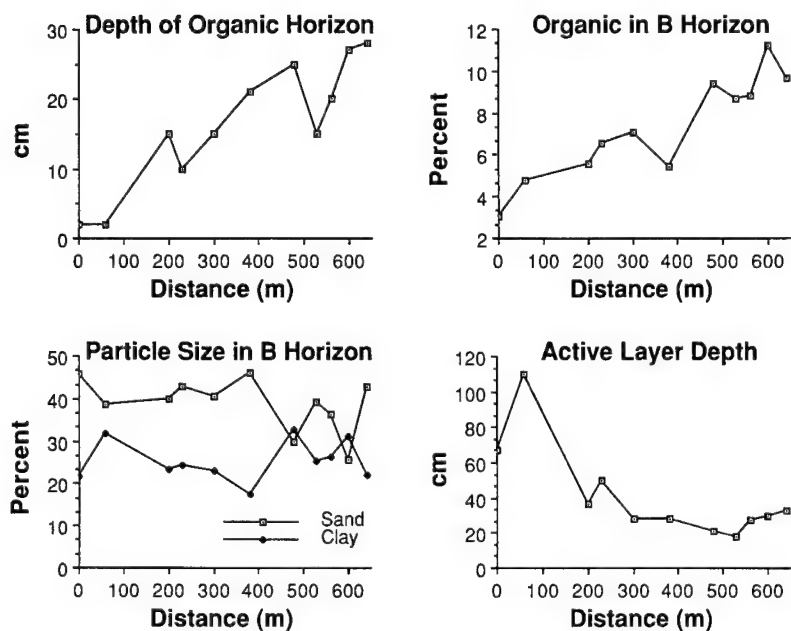 Depth of Organic Horizon
30
20
10
0
cm
0 100 200 300 400 500 600
Distance (m)
Organic in B Horizon
12
10
8
6
4
2
Percent
0 100 200 300 400 500 600
Distance (m)
Particle Size in B Horizon
50
40
30
20
10
0
Percent
Sand
Clay
0 100 200 300 400 500 600
Distance (m)
Active Layer Depth
120
100
80
60
40
20
0
cm
0 100 200 300 400 500 600
Distance (m)